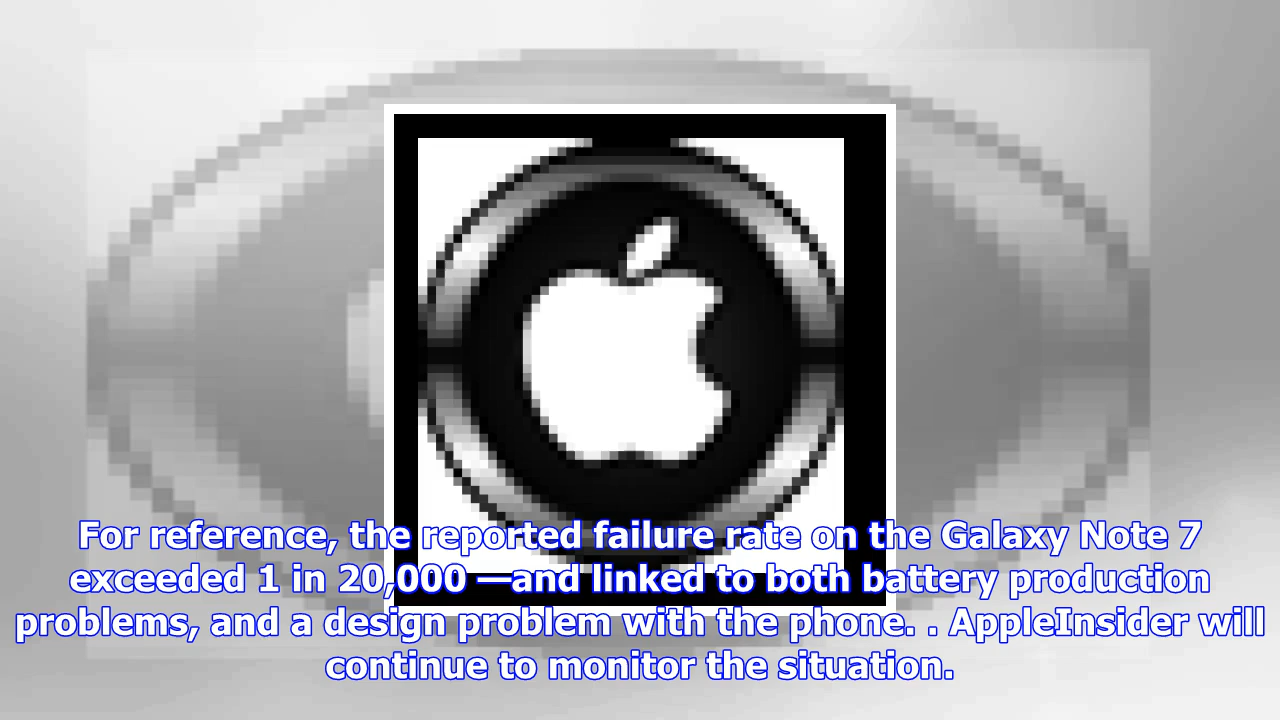 For reference, the reported failure rate on the Galaxy Note 7
exceeded 1 in 20,000 —and linked to both battery production
problems, and a design problem with the phone. . AppleInsider will
continue to monitor the situation.